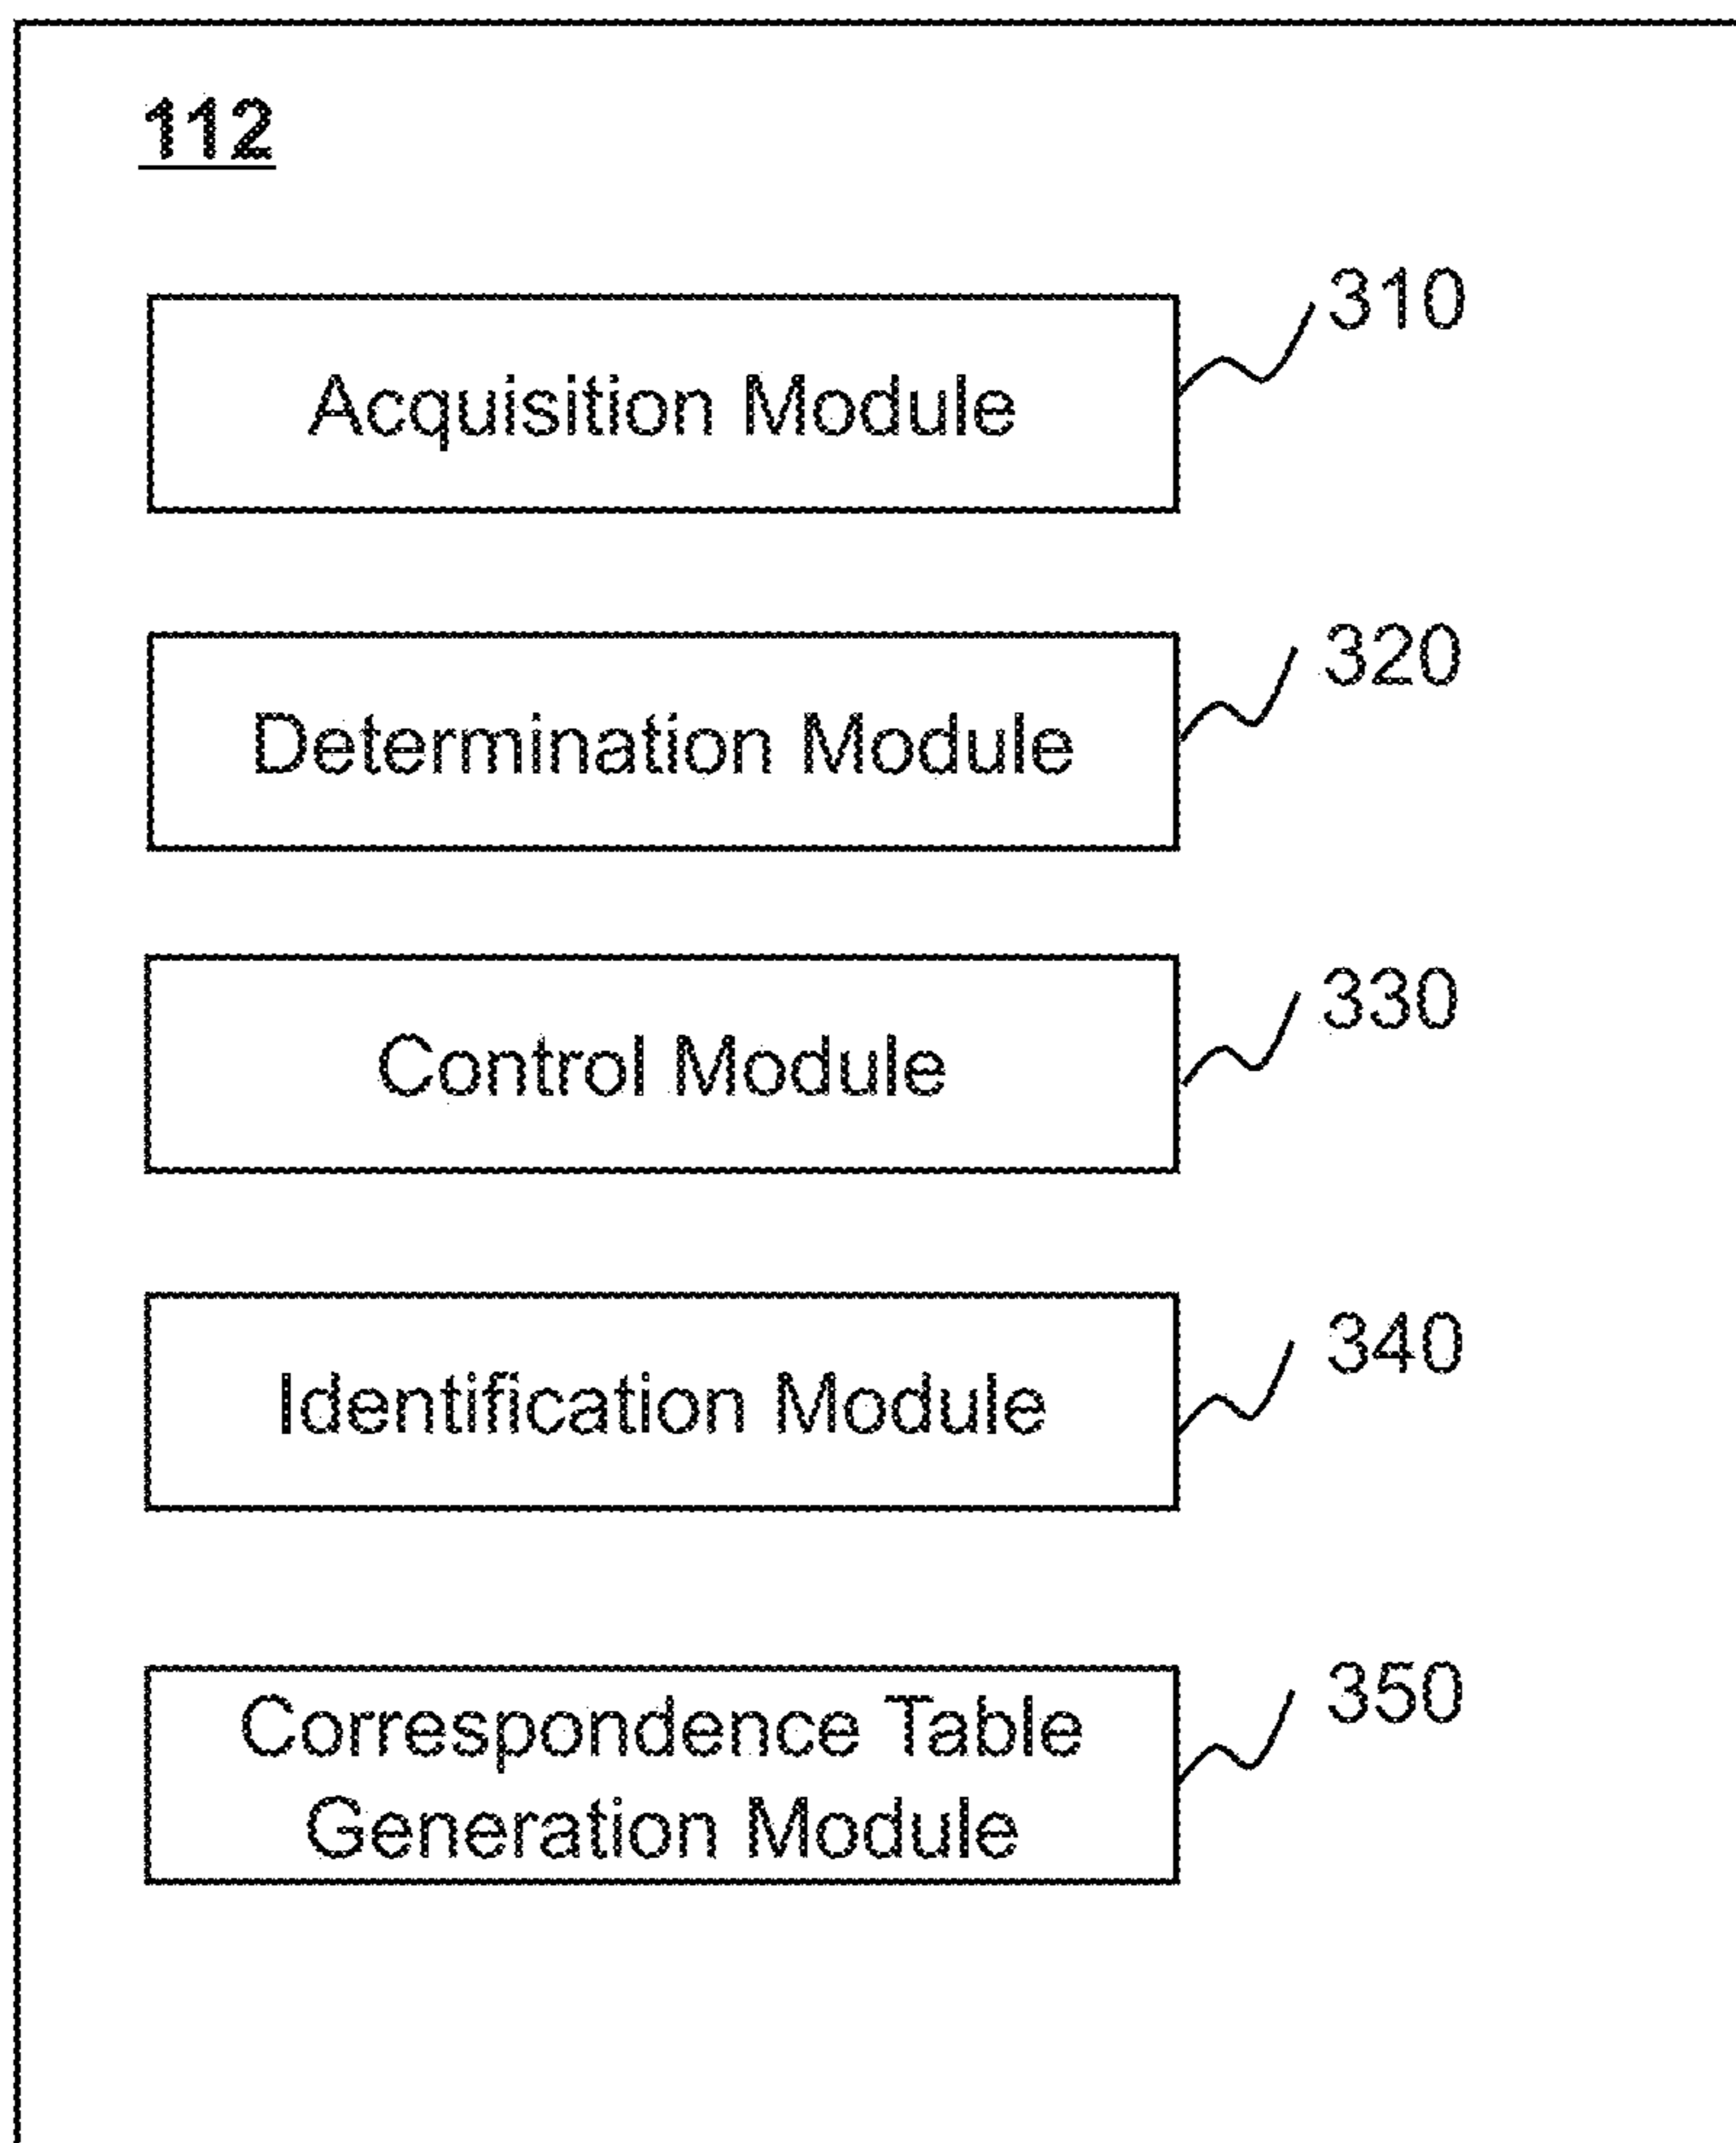 112
310
Acquisition Module
320
Determination Module
330
Control Module
340
Identification Module
350
Correspondence Table
Generation Module